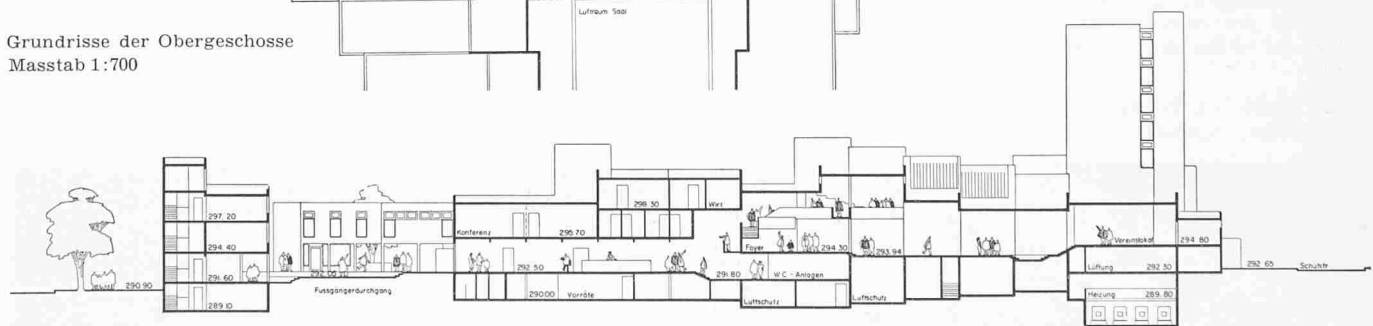 Luftraum Saal
Grundrisse der Obergeschosse
Masstab 1:700
297.20
298.30
Wirt
Konferenz
295.70
294.40
Foyer
294.30
293.94
Vereinslokal
294.80
291.60
292.00
292.50
291.80
W.C.-Anlagen
Lüftung
292.30
292.65
290.90
Fussgängerdurchgang
290.00
Vorräte
Luftschutz
Luftschutz
Heizung
289.80
289.10